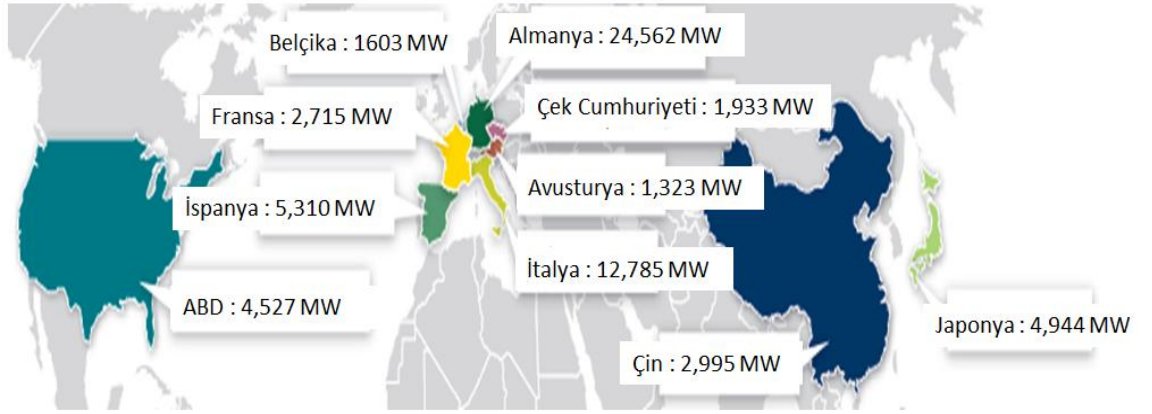 Belçika : 1603 MW
Almanya : 24,562 MW
Fransa : 2,715 MW
Çek Cumhuriyeti : 1,933 MW
İspanya : 5,310 MW
Avusturya : 1,323 MW
İtalya : 12,785 MW
ABD : 4,527 MW
Japonya : 4,944 MW
Çin : 2,995 MW